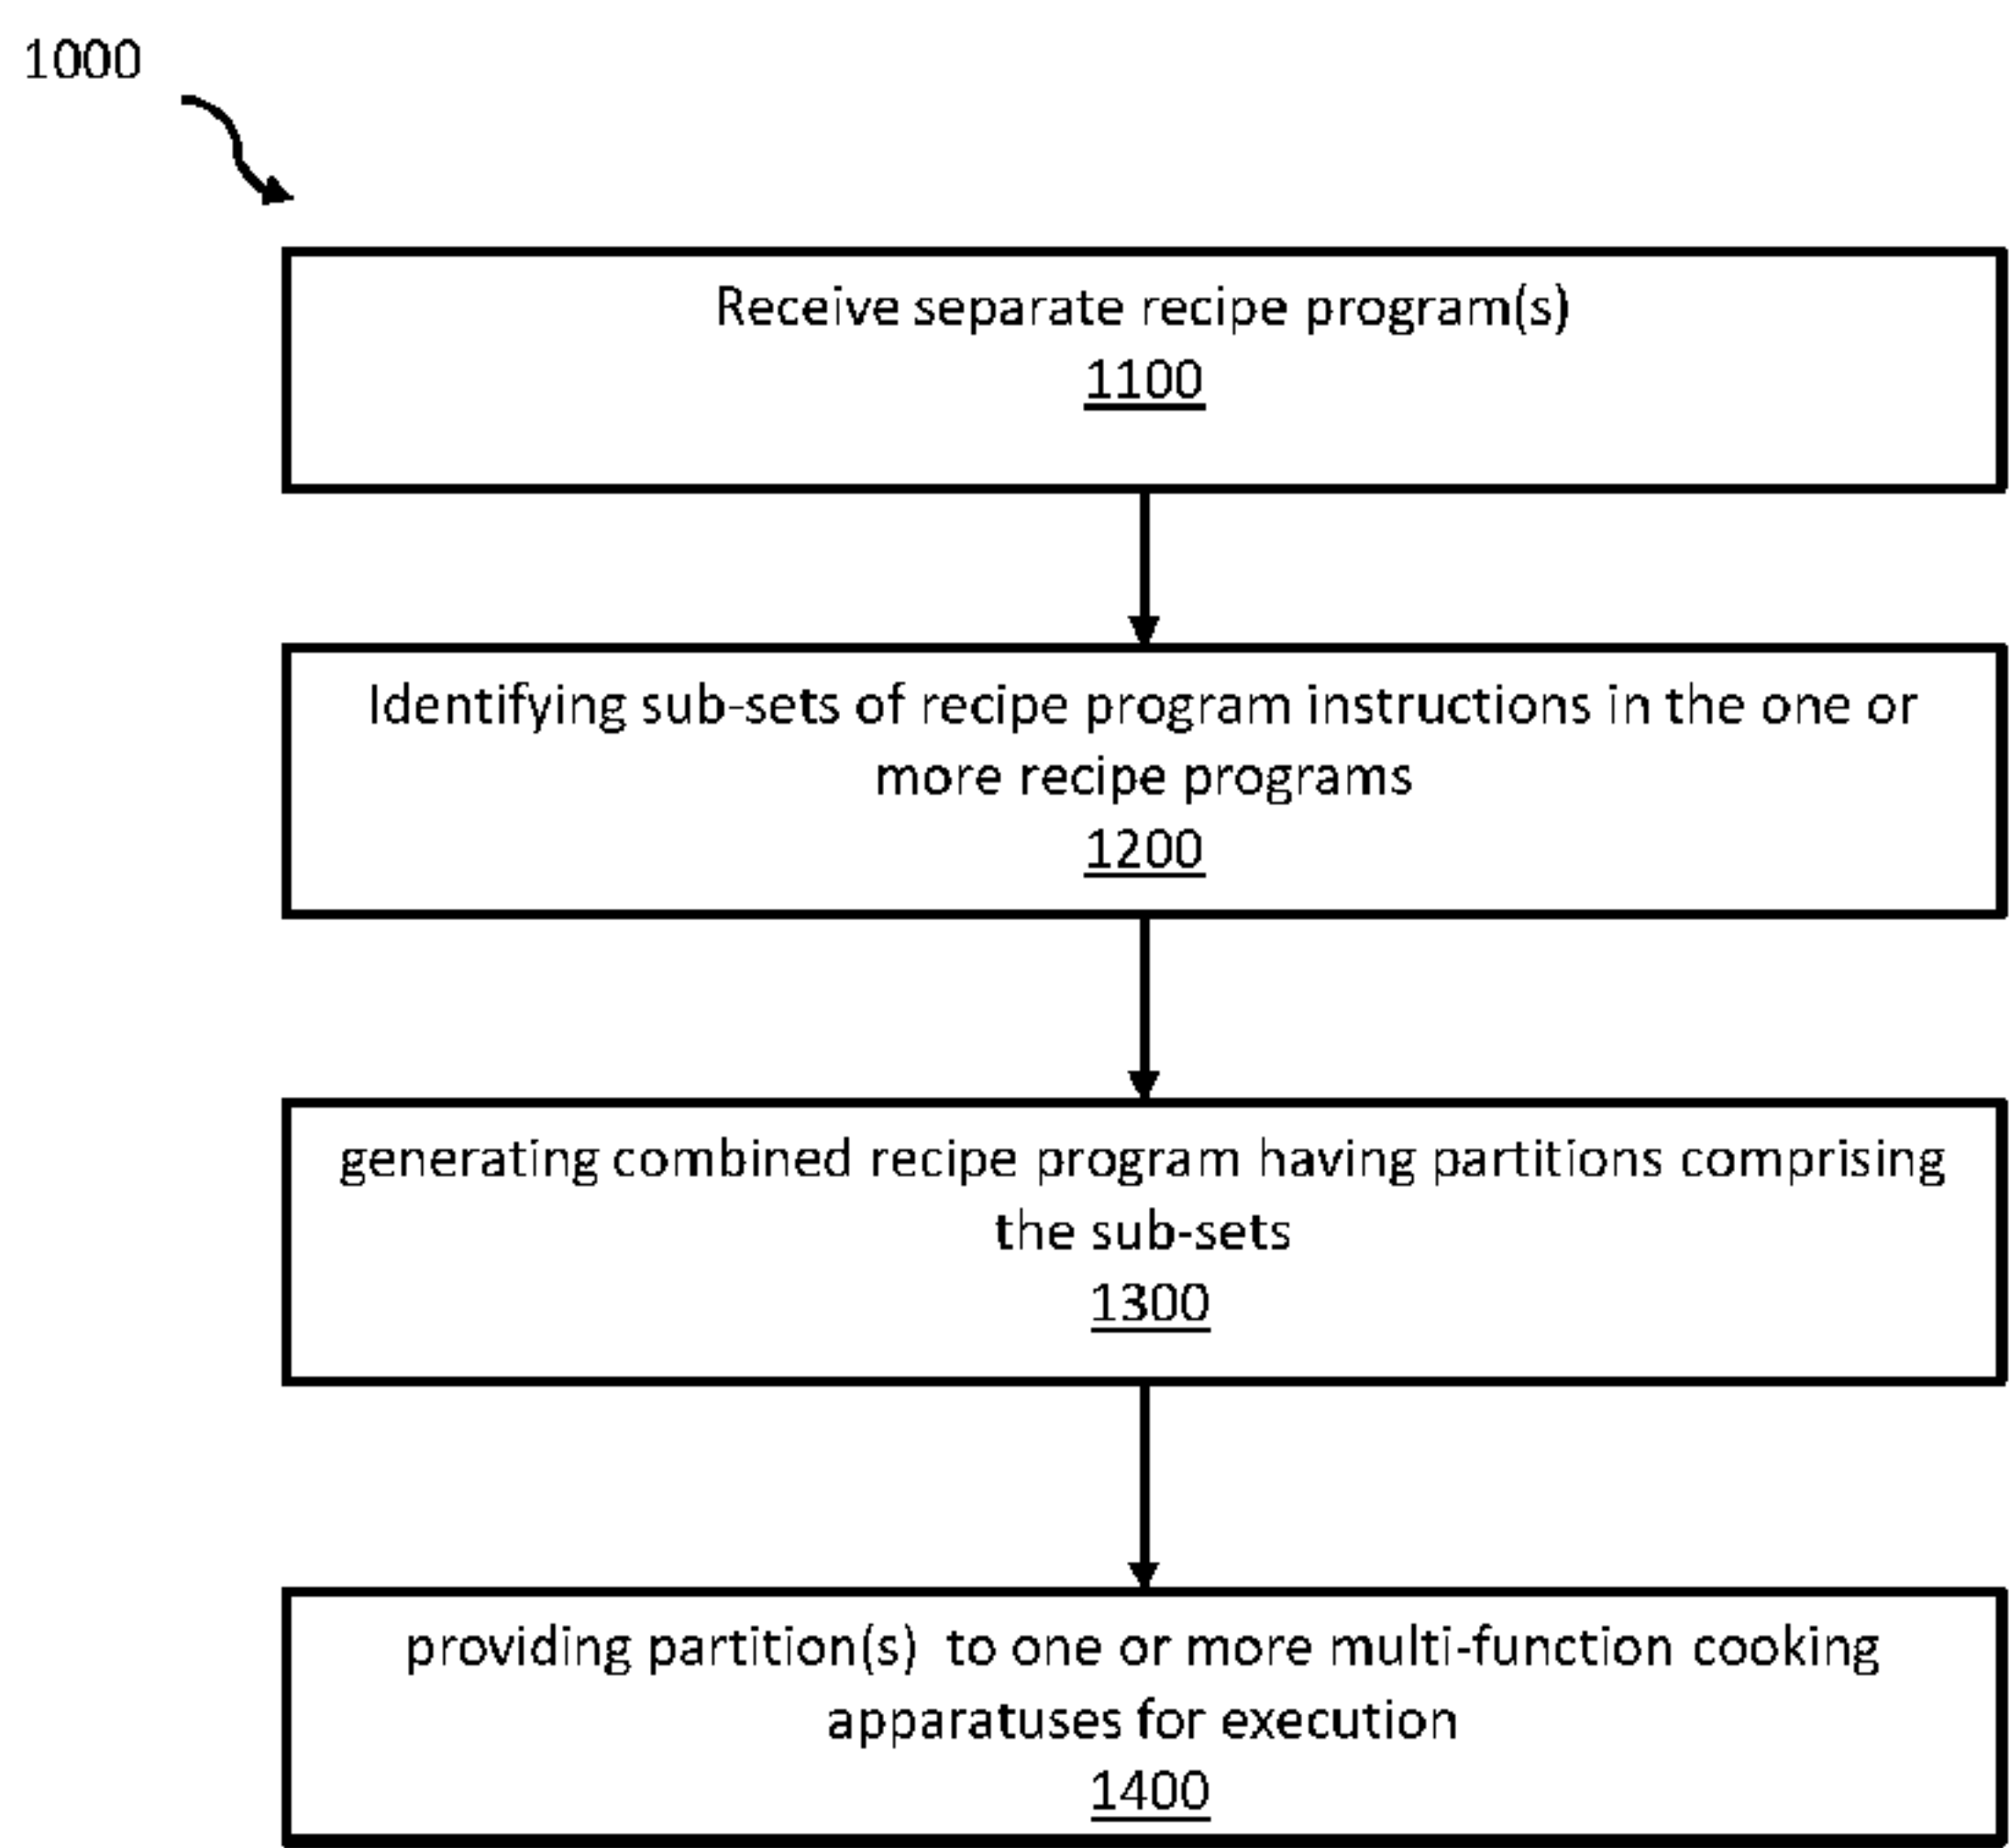 1000
Receive separate recipe program(s)
1100
Identifying sub-sets of recipe program instructions in the one or
more recipe programs
1200
generating combined recipe program having partitions comprising
the sub-sets
1300
providing partition(s) to one or more multi-function cooking
apparatuses for execution
1400